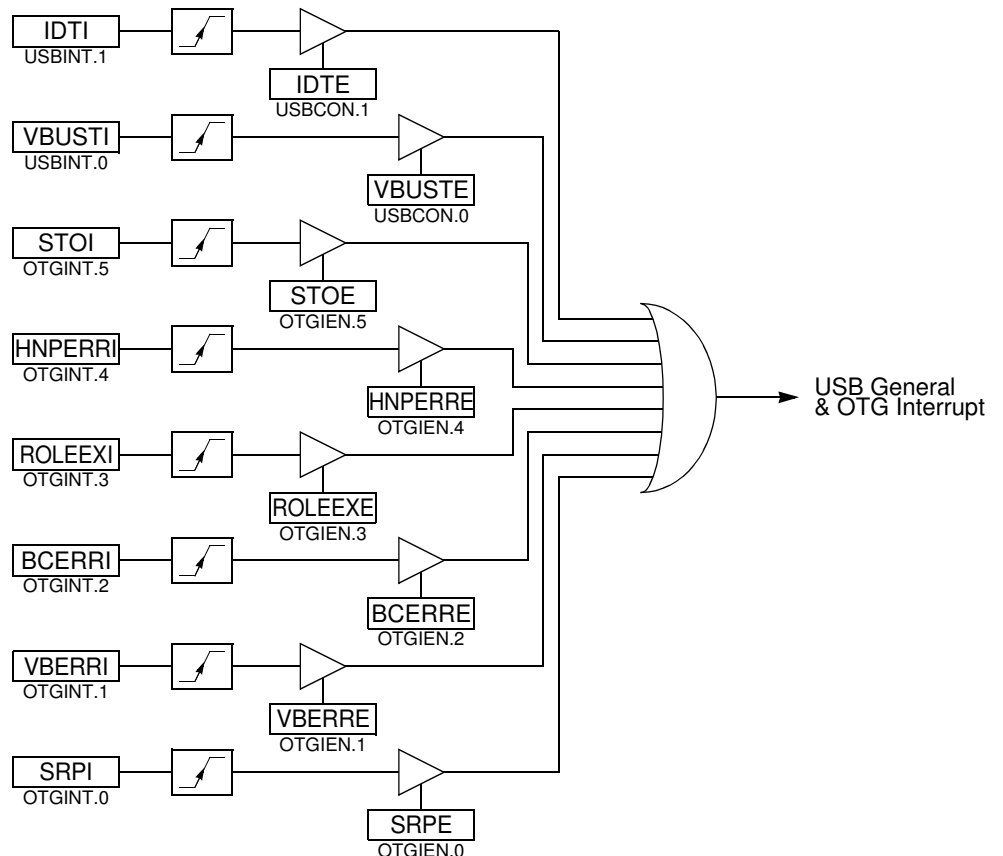 IDTI
USBINT.1
IDTE
USBCON.1
VBUSTI
USBINT.0
VBUSTE
USBCON.0
STOI
OTGINT.5
STOE
OTGIEN.5
HNPERRI
OTGINT.4
HNPERRE
OTGIEN.4
USB General
& OTG Interrupt
ROLEEXI
OTGINT.3
ROLEEXE
OTGIEN.3
BCERRI
OTGINT.2
BCERRE
OTGIEN.2
VBERRI
OTGINT.1
VBERRE
OTGIEN.1
SRPI
OTGINT.0
SRPE
OTGIEN.0